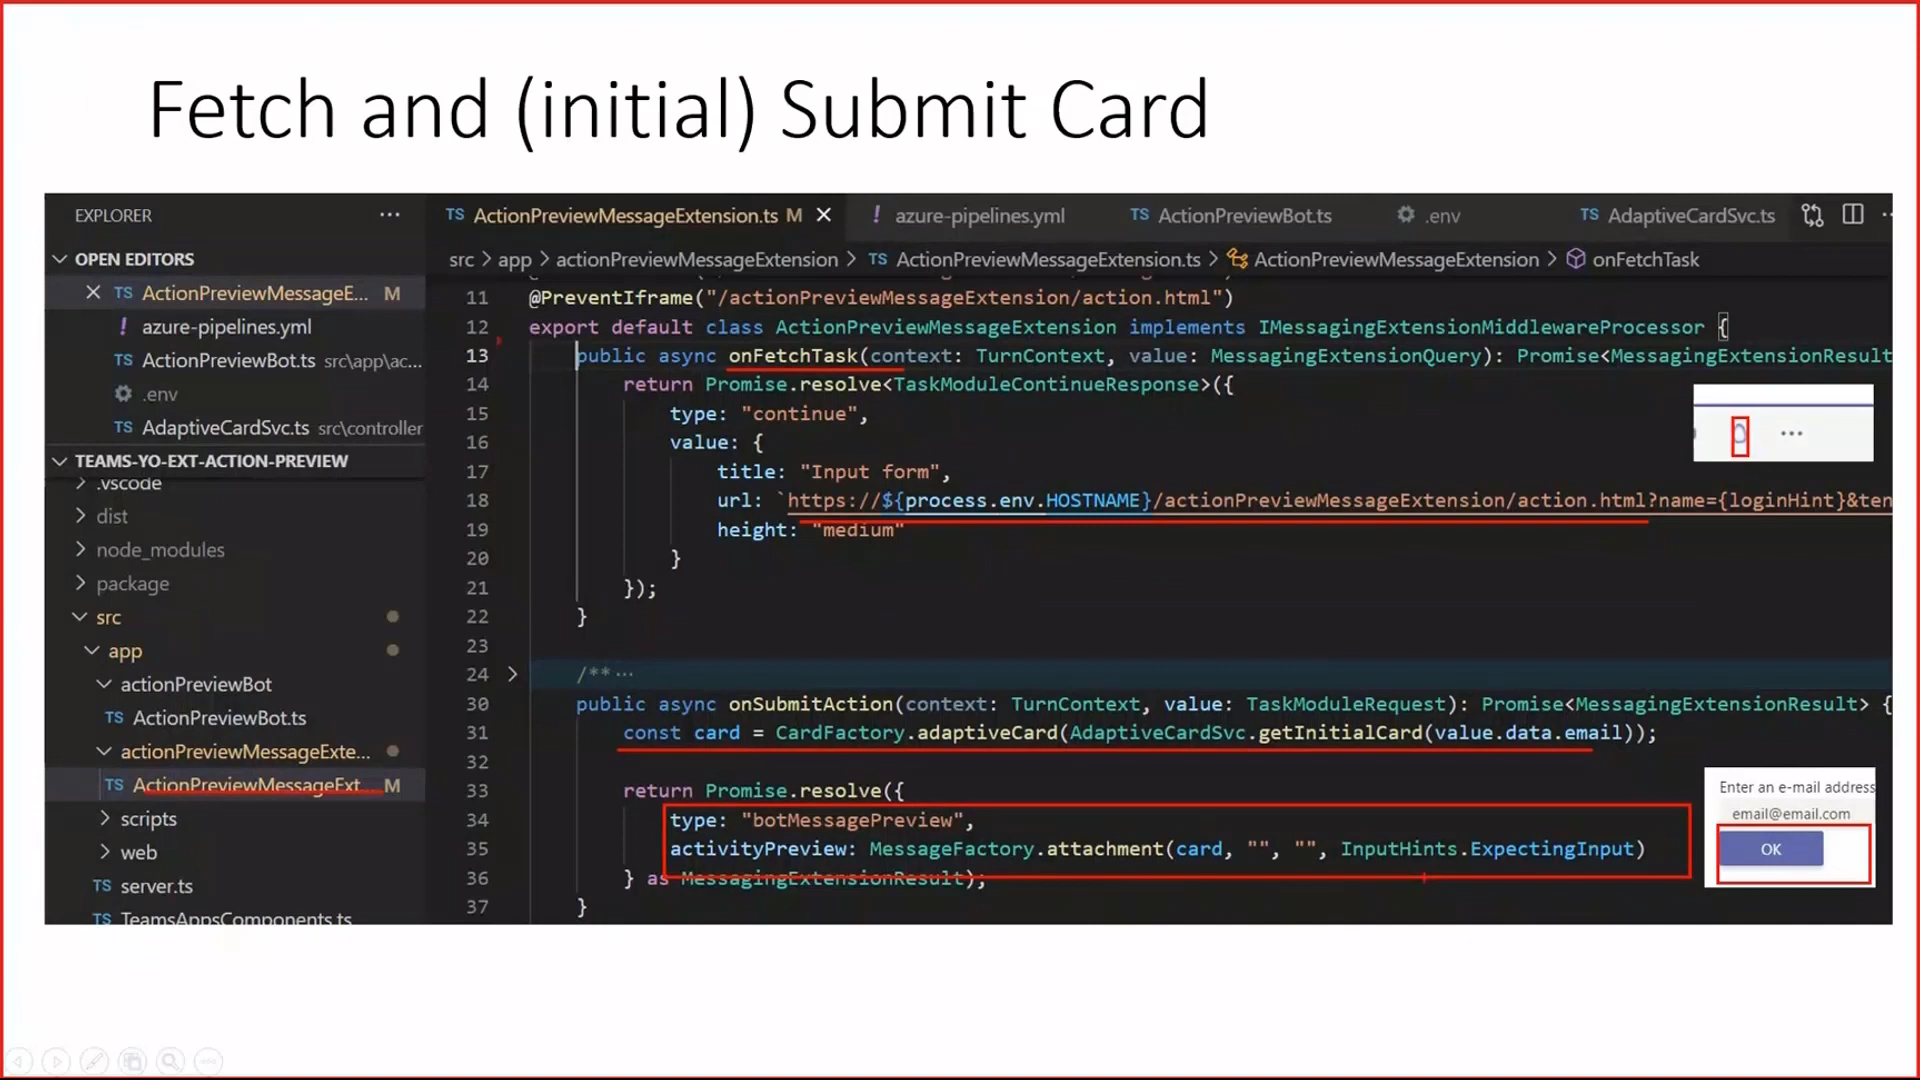 Fetch and (initial) Submit Card
EXPLORER ···
OPEN EDITORS
TS ActionPreviewMessageE... M
! azure-pipelines.yml
TS ActionPreviewBot.ts src\app\ac...
.env
TS AdaptiveCardSvc.ts src\controller
TEAMS-YO-EXT-ACTION-PREVIEW
.vscode
dist
node_modules
package
src
app
actionPreviewBot
TS ActionPreviewBot.ts
actionPreviewMessageExte...
TS ActionPreviewMessageExt M
scripts
web
TS server.ts
TS TeamsAppsComponents.ts
TS ActionPreviewMessageExtension.ts M
! azure-pipelines.yml
TS ActionPreviewBot.ts
.env
TS AdaptiveCardSvc.ts
src > app > actionPreviewMessageExtension > TS ActionPreviewMessageExtension.ts > ActionPreviewMessageExtension > onFetchTask
11 @PreventIframe("/actionPreviewMessageExtension/action.html")
12 export default class ActionPreviewMessageExtension implements IMessagingExtensionMiddlewareProcessor {
13 public async onFetchTask(context: TurnContext, value: MessagingExtensionQuery): Promise<MessagingExtensionResult
14 return Promise.resolve<TaskModuleContinueResponse>({
15 type: "continue",
16 value: {
17 title: "Input form",
18 url: `https://${process.env.HOSTNAME}/actionPreviewMessageExtension/action.html?name={loginHint}&ten
19 height: "medium"
20 }
21 });
22 }
23
24 /** ···
30 public async onSubmitAction(context: TurnContext, value: TaskModuleRequest): Promise<MessagingExtensionResult> {
31 const card = CardFactory.adaptiveCard(AdaptiveCardSvc.getInitialCard(value.data.email));
32
33 return Promise.resolve({
34 type: "botMessagePreview",
35 activityPreview: MessageFactory.attachment(card, "", "", InputHints.ExpectingInput)
36 } as MessagingExtensionResult);
37 }
···
Enter an e-mail address
email@email.com
OK